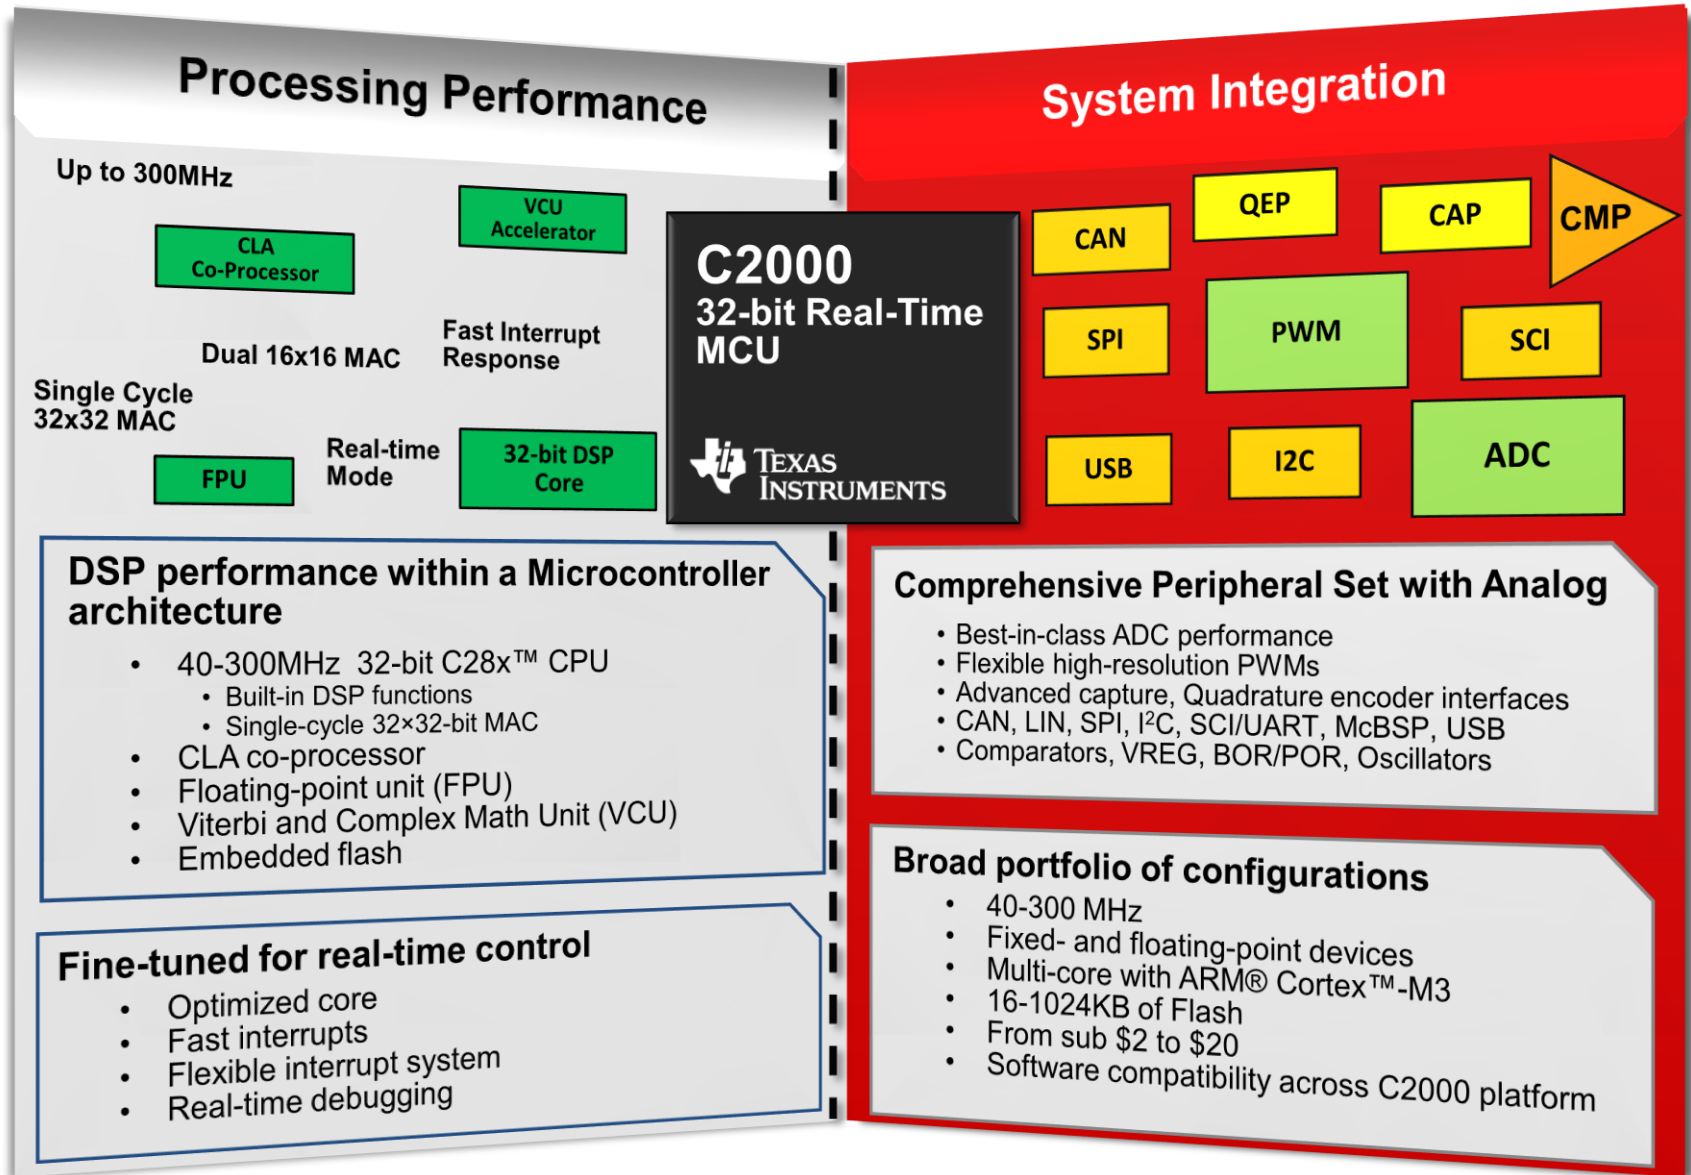 Processing Performance
Up to 300MHz
VCU
Accelerator
CLA
Co-Processor
Fast Interrupt
Response
Dual 16x16 MAC
Single Cycle
32x32 MAC
Real-time
Mode
32-bit DSP
Core
FPU
C2000
32-bit Real-Time
MCU
TEXAS
INSTRUMENTS
System Integration
QEP
CAP
CMP
CAN
SPI
PWM
SCI
USB
I2C
ADC
DSP performance within a Microcontroller
architecture
• 40-300MHz 32-bit C28x™ CPU
• Built-in DSP functions
• Single-cycle 32×32-bit MAC
• CLA co-processor
• Floating-point unit (FPU)
• Viterbi and Complex Math Unit (VCU)
• Embedded flash
Fine-tuned for real-time control
• Optimized core
• Fast interrupts
• Flexible interrupt system
• Real-time debugging
Comprehensive Peripheral Set with Analog
• Best-in-class ADC performance
• Flexible high-resolution PWMs
• Advanced capture, Quadrature encoder interfaces
• CAN, LIN, SPI, I²C, SCI/UART, McBSP, USB
• Comparators, VREG, BOR/POR, Oscillators
Broad portfolio of configurations
• 40-300 MHz
• Fixed- and floating-point devices
• Multi-core with ARM® Cortex™-M3
• 16-1024KB of Flash
• From sub $2 to $20
• Software compatibility across C2000 platform